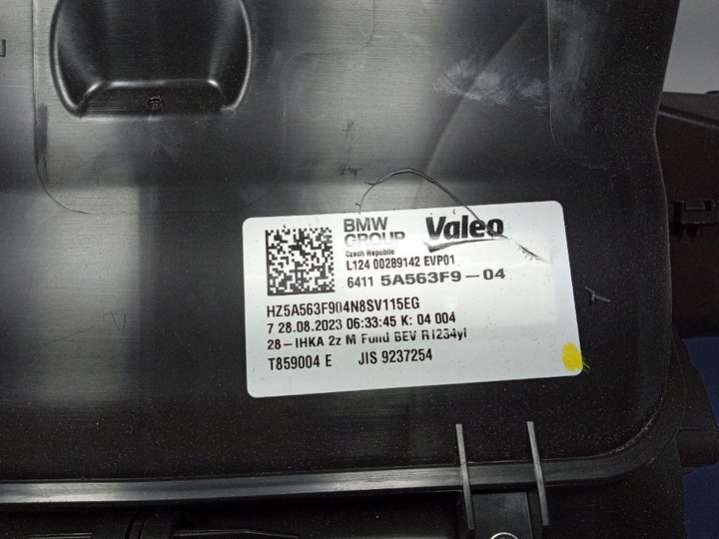 BMW
GROUP
Valeo
Czech Republic
L124 00289142 EVP01
6411 5A563F9-04
HZ5A563F904N8SV115EG
7 28.08.2023 06:33:45 K: 04 004
28-IHKA 2z M Fond BEV R1234yf
T859004 E JIS 9237254